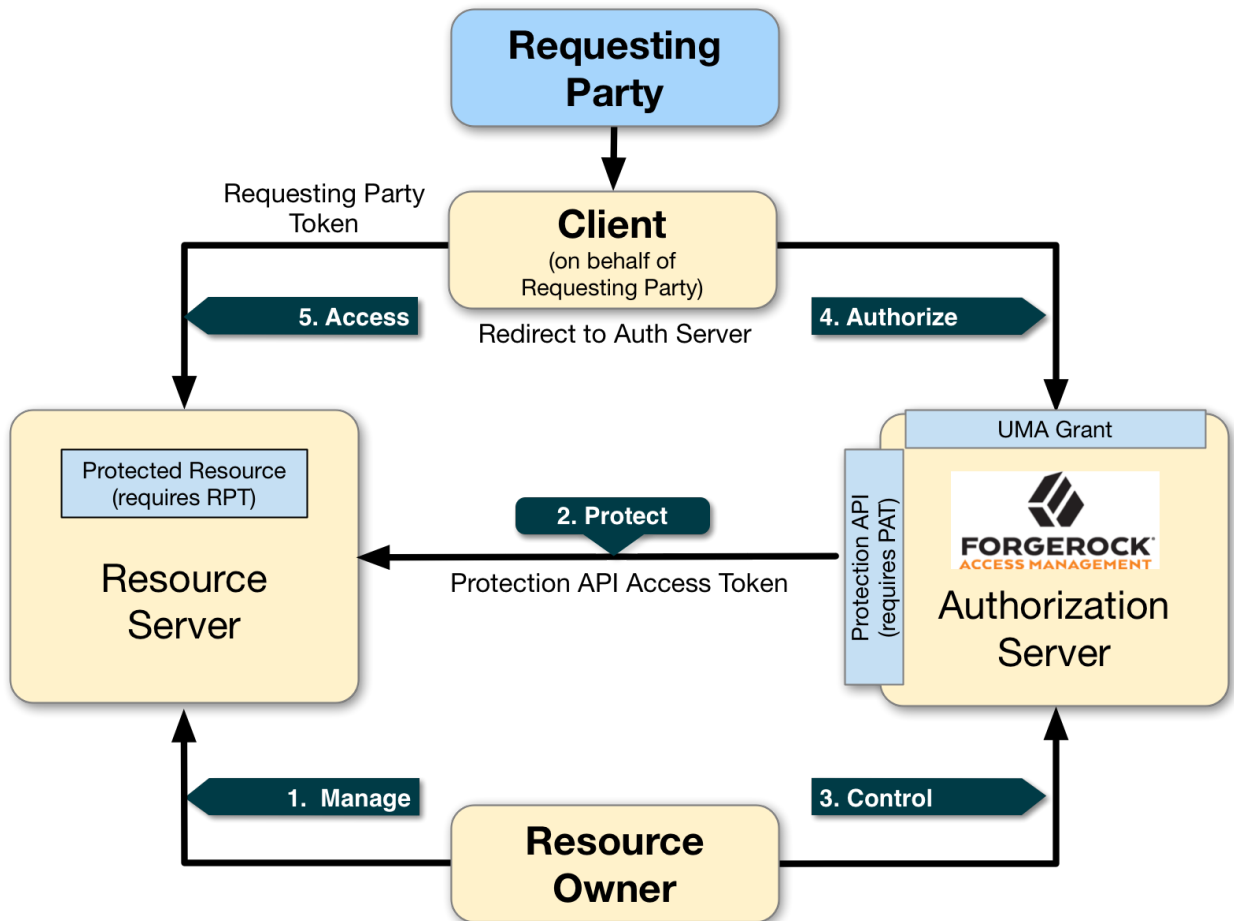 Requesting
Party
Requesting Party
Token
Client
(on behalf of
Requesting Party)
5. Access
4. Authorize
Redirect to Auth Server
UMA Grant
Protected Resource
(requires RPT)
2. Protect
Protection API
(requires PAT)
FORGEROCK®
ACCESS MANAGEMENT
Resource
Server
Protection API Access Token
Authorization
Server
1. Manage
3. Control
Resource
Owner